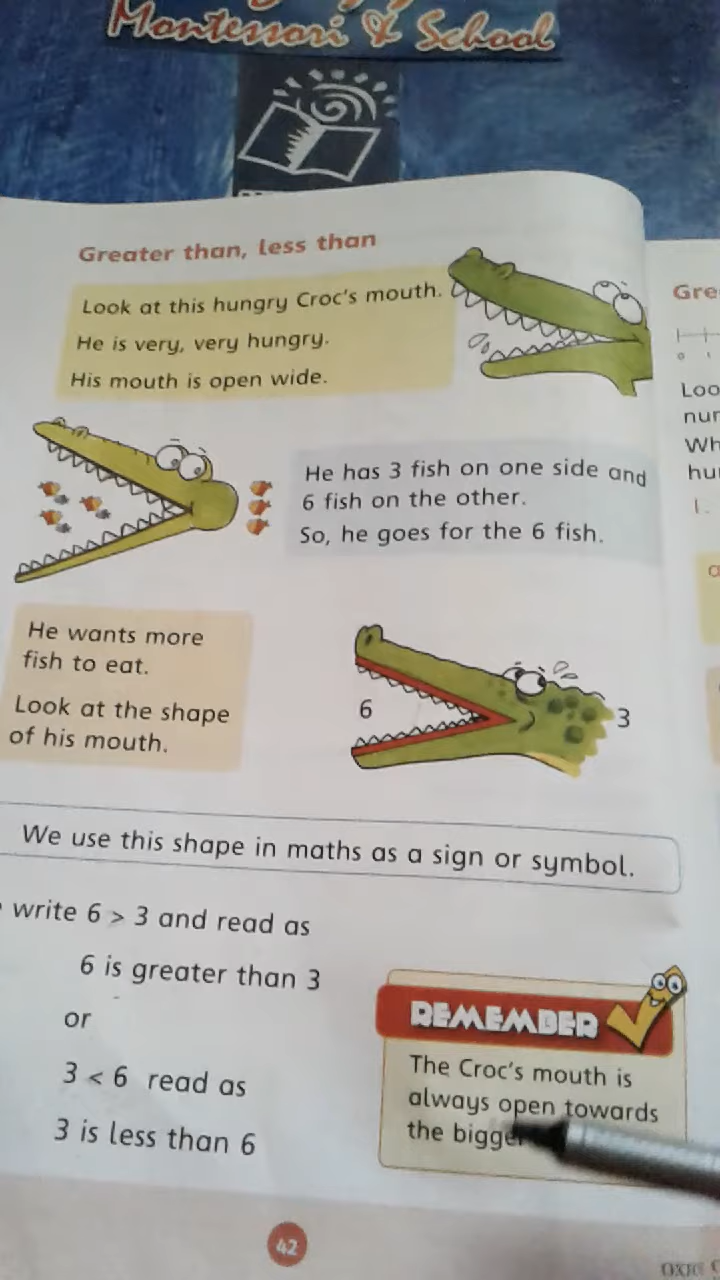 Montessori & School
Greater than, less than
Look at this hungry Croc's mouth.
He is very, very hungry.
His mouth is open wide.
He has 3 fish on one side and
6 fish on the other.
So, he goes for the 6 fish.
He wants more
fish to eat.
Look at the shape
of his mouth.
6
3
We use this shape in maths as a sign or symbol.
write 6 > 3 and read as
6 is greater than 3
or
3 < 6 read as
3 is less than 6
REMEMBER
The Croc's mouth is
always open towards
the bigge
42
Gre
0 1
Loo
nur
Wh
hu
1.